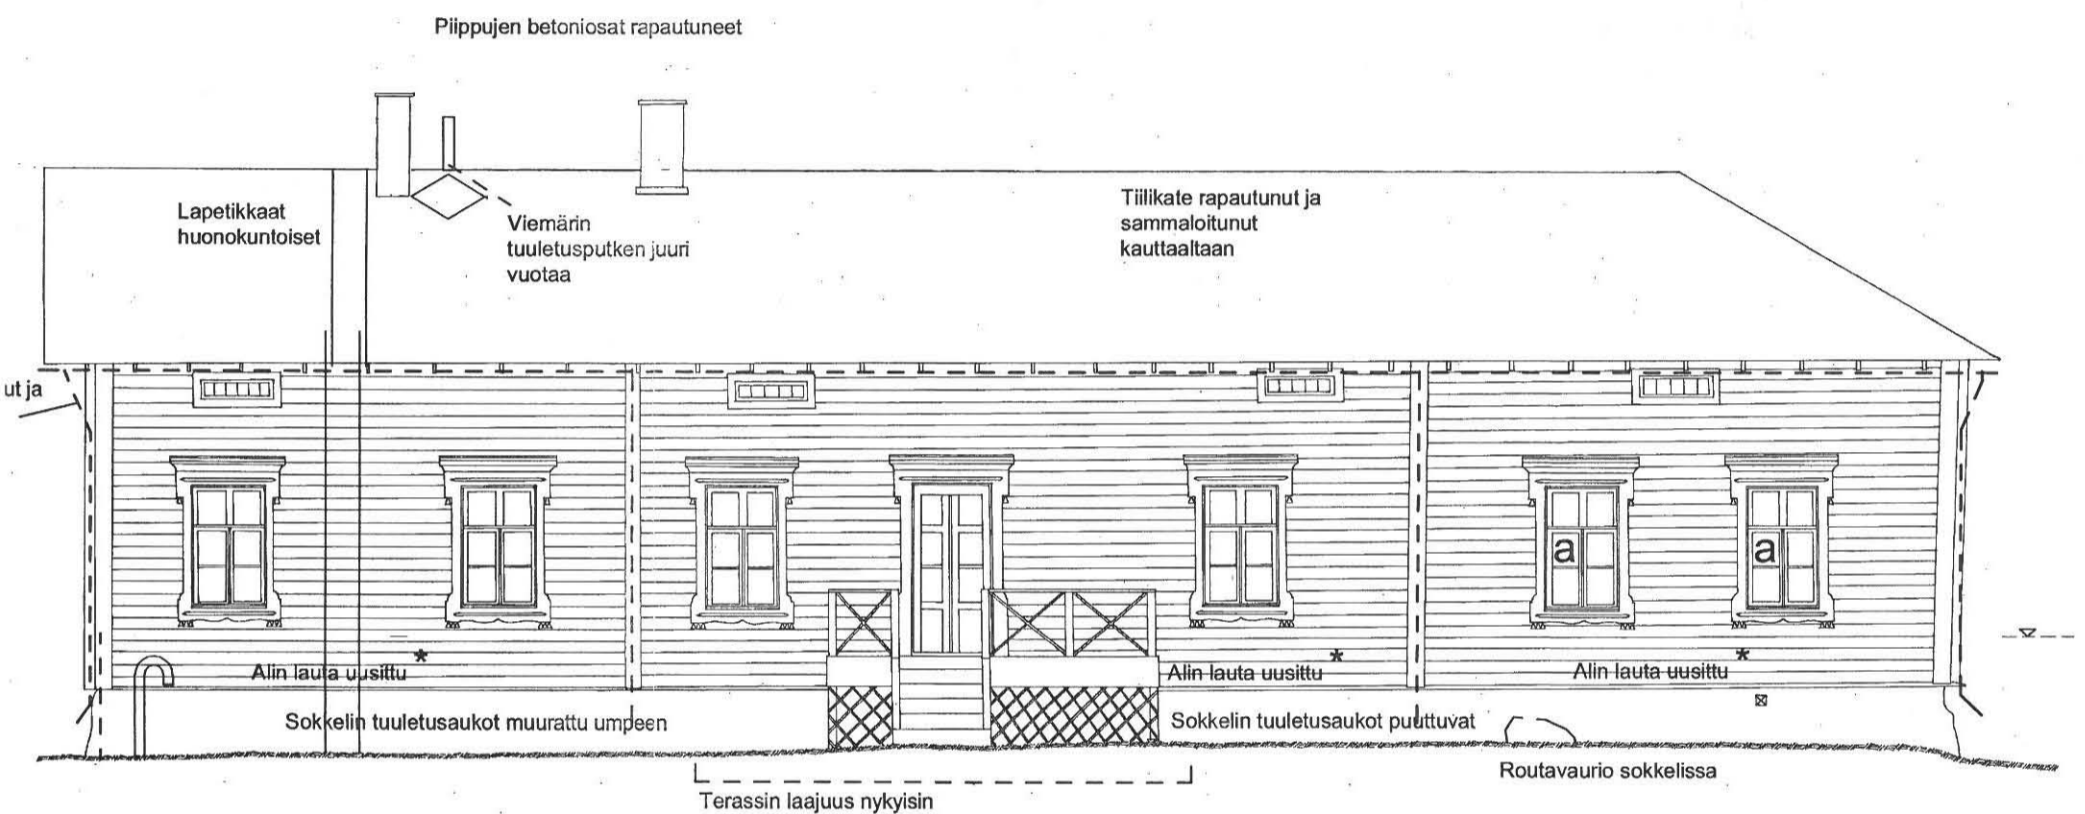 Piippujen betoniosat rapautuneet
Lapetikkaat
huonokuntoiset
Viemärin
tuuletusputken juuri
vuotaa
Tiilikate rapautunut ja
sammaloitunut
kauttaaltaan
ut ja
a
a
Alin lauta uusittu *
Alin lauta uusittu *
Alin lauta uusittu *
Sokkelin tuuletusaukot muurattu umpeen
Sokkelin tuuletusaukot puuttuvat
Routavaurio sokkelissa
Terassin laajuus nykyisin